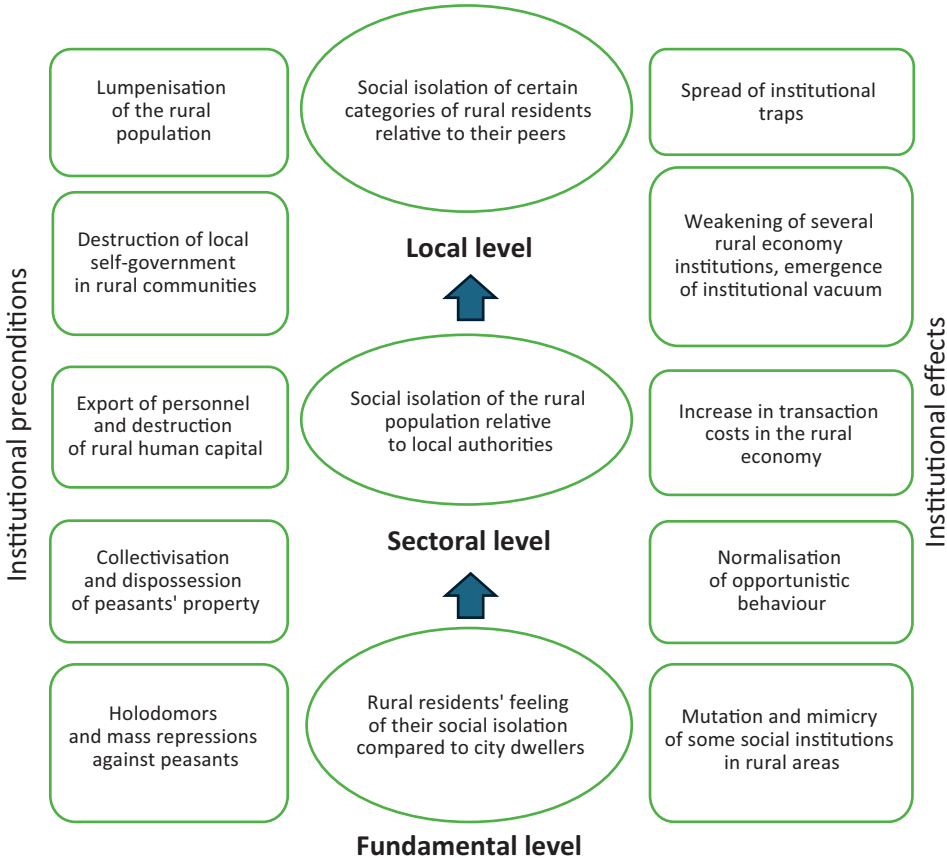 Institutional preconditions
Lumpenisation
of the rural
population
Destruction of local
self-government
in rural communities
Export of personnel
and destruction
of rural human capital
Collectivisation
and dispossession
of peasants' property
Holodomors
and mass repressions
against peasants
Social isolation of certain
categories of rural residents
relative to their peers
Local level
Social isolation of the rural
population relative
to local authorities
Sectoral level
Rural residents' feeling
of their social isolation
compared to city dwellers
Fundamental level
Spread of institutional
traps
Weakening of several
rural economy
institutions, emergence
of institutional vacuum
Increase in transaction
costs in the rural
economy
Normalisation
of opportunistic
behaviour
Mutation and mimicry
of some social institutions
in rural areas
Institutional effects